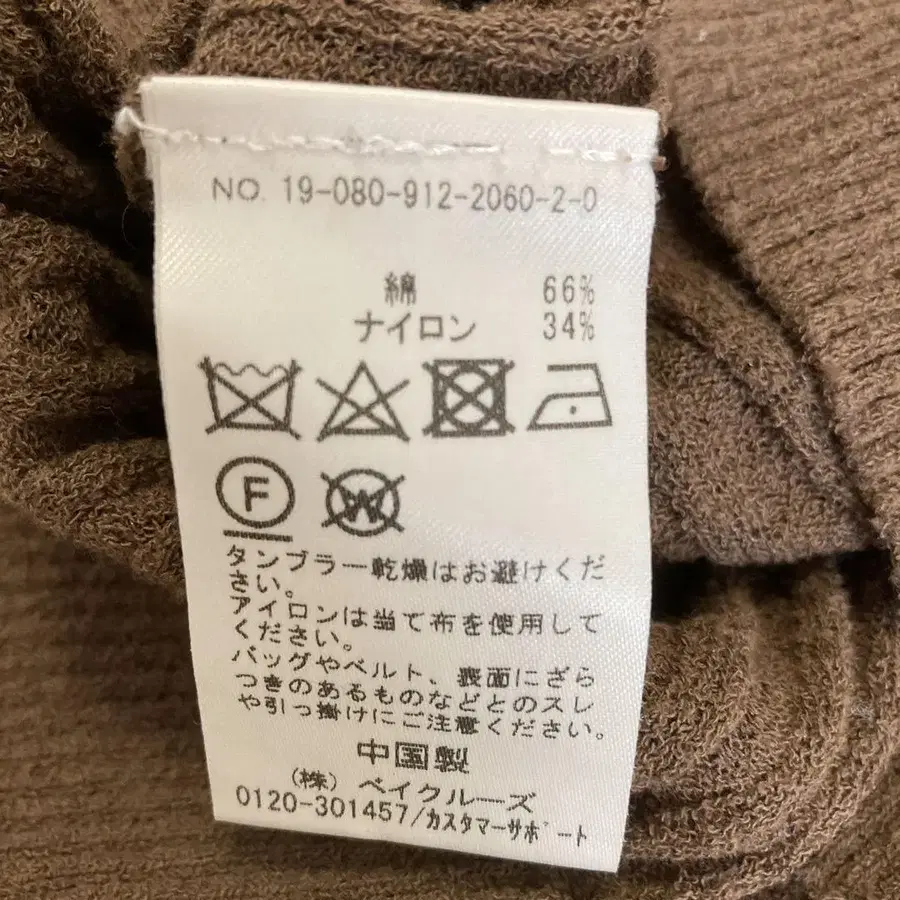 NO. 19-080-912-2060-2-0
綿 66%
ナイロン 34%
F W
タンブラー乾燥はお避けくだ
さい。
アイロンは当て布を使用して
ください。
バッグやベルト、表面にざら
つきのあるものなどとのスレ
や引っ掛けにご注意ください。
中国製
(株) ベイクルーズ
0120-301457/カスタマーサポート